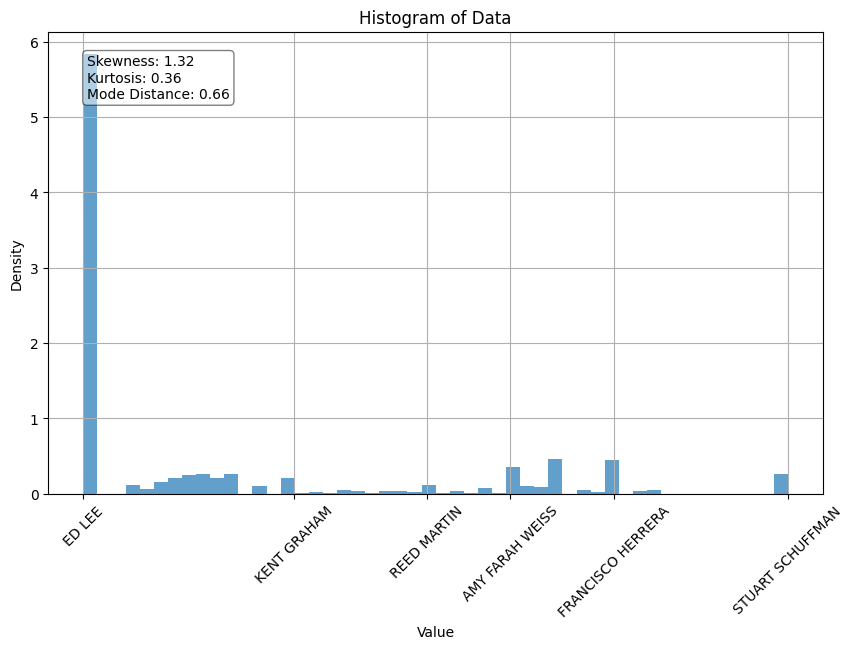 Histogram of Data
Skewness: 1.32
Kurtosis: 0.36
Mode Distance: 0.66
Density
6
5
4
3
2
1
0
ED LEE
KENT GRAHAM
REED MARTIN
AMY FARAH WEISS
FRANCISCO HERRERA
STUART SCHUFFMAN
Value